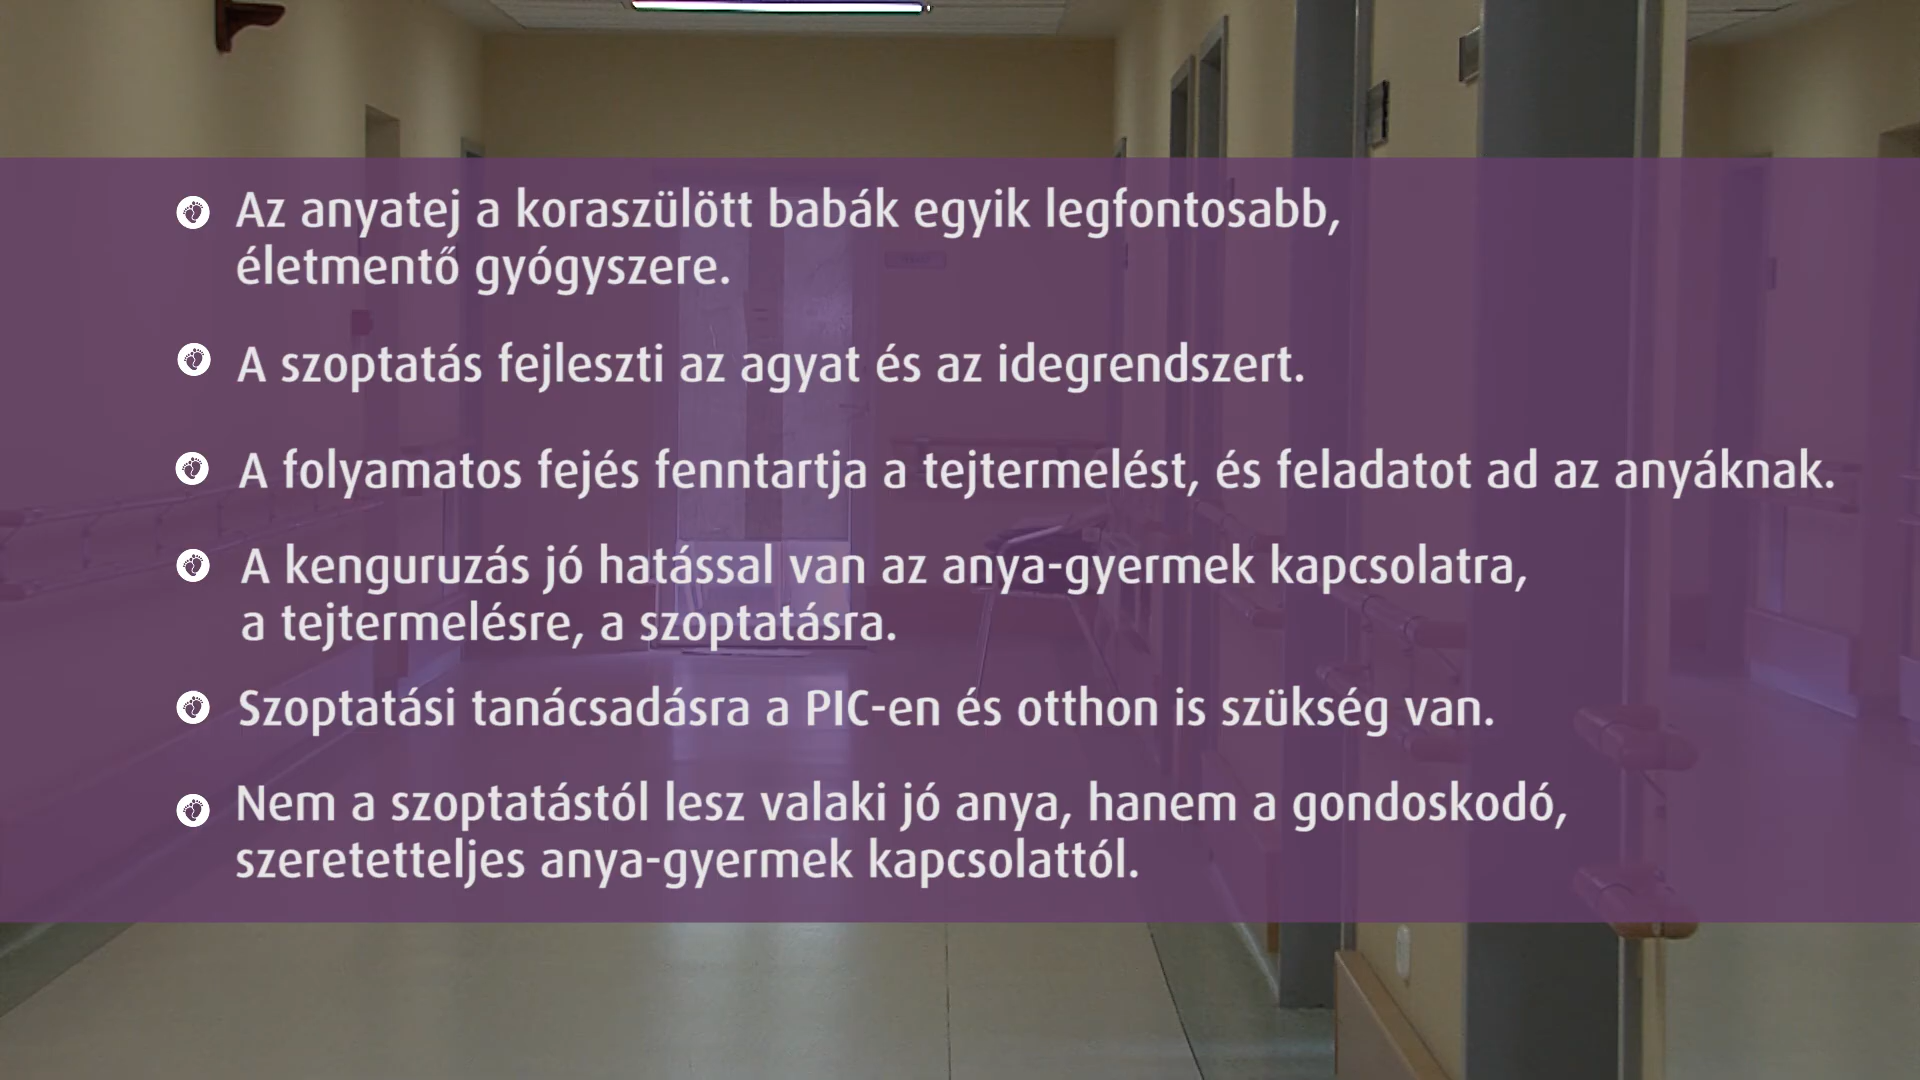 Az anyatej a koraszülött babák egyik legfontosabb,
életmentő gyógyszere.
A szoptatás fejleszti az agyat és az idegrendszert.
A folyamatos fejés fenntartja a tejtermelést, és feladatot ad az anyáknak.
A kenguruzás jó hatással van az anya-gyermek kapcsolatra,
a tejtermelésre, a szoptatásra.
Szoptatási tanácsadásra a PIC-en és otthon is szükség van.
Nem a szoptatástól lesz valaki jó anya, hanem a gondoskodó,
szeretetteljes anya-gyermek kapcsolattól.